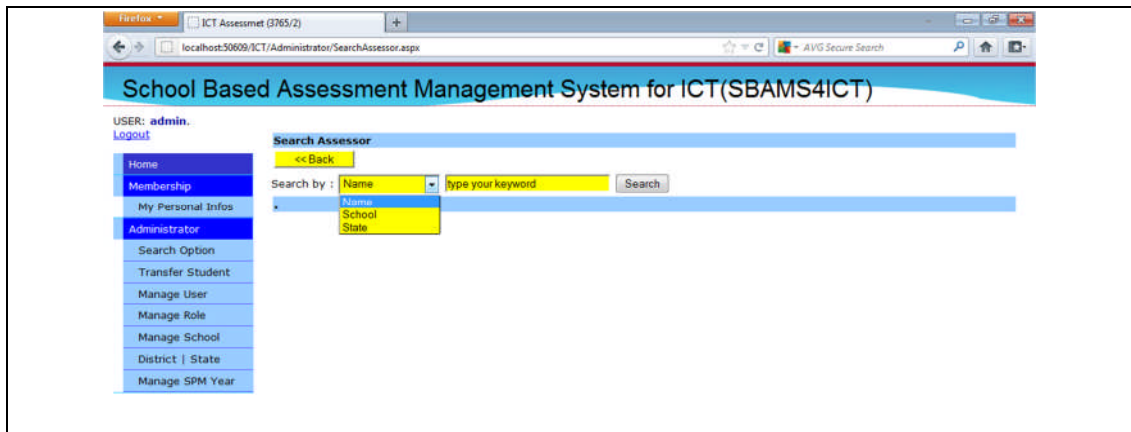 Firefox
ICT Assessmet (3765/2)
+
localhost:50609/ICT/Administrator/SearchAssessor.aspx
AVG Secure Search
School Based Assessment Management System for ICT(SBAMS4ICT)
USER: admin.
Logout
Search Assessor
<< Back
Home
Search by : Name type your keyword Search
Membership
Name
My Personal Infos
.
School
Administrator
State
Search Option
Transfer Student
Manage User
Manage Role
Manage School
District | State
Manage SPM Year